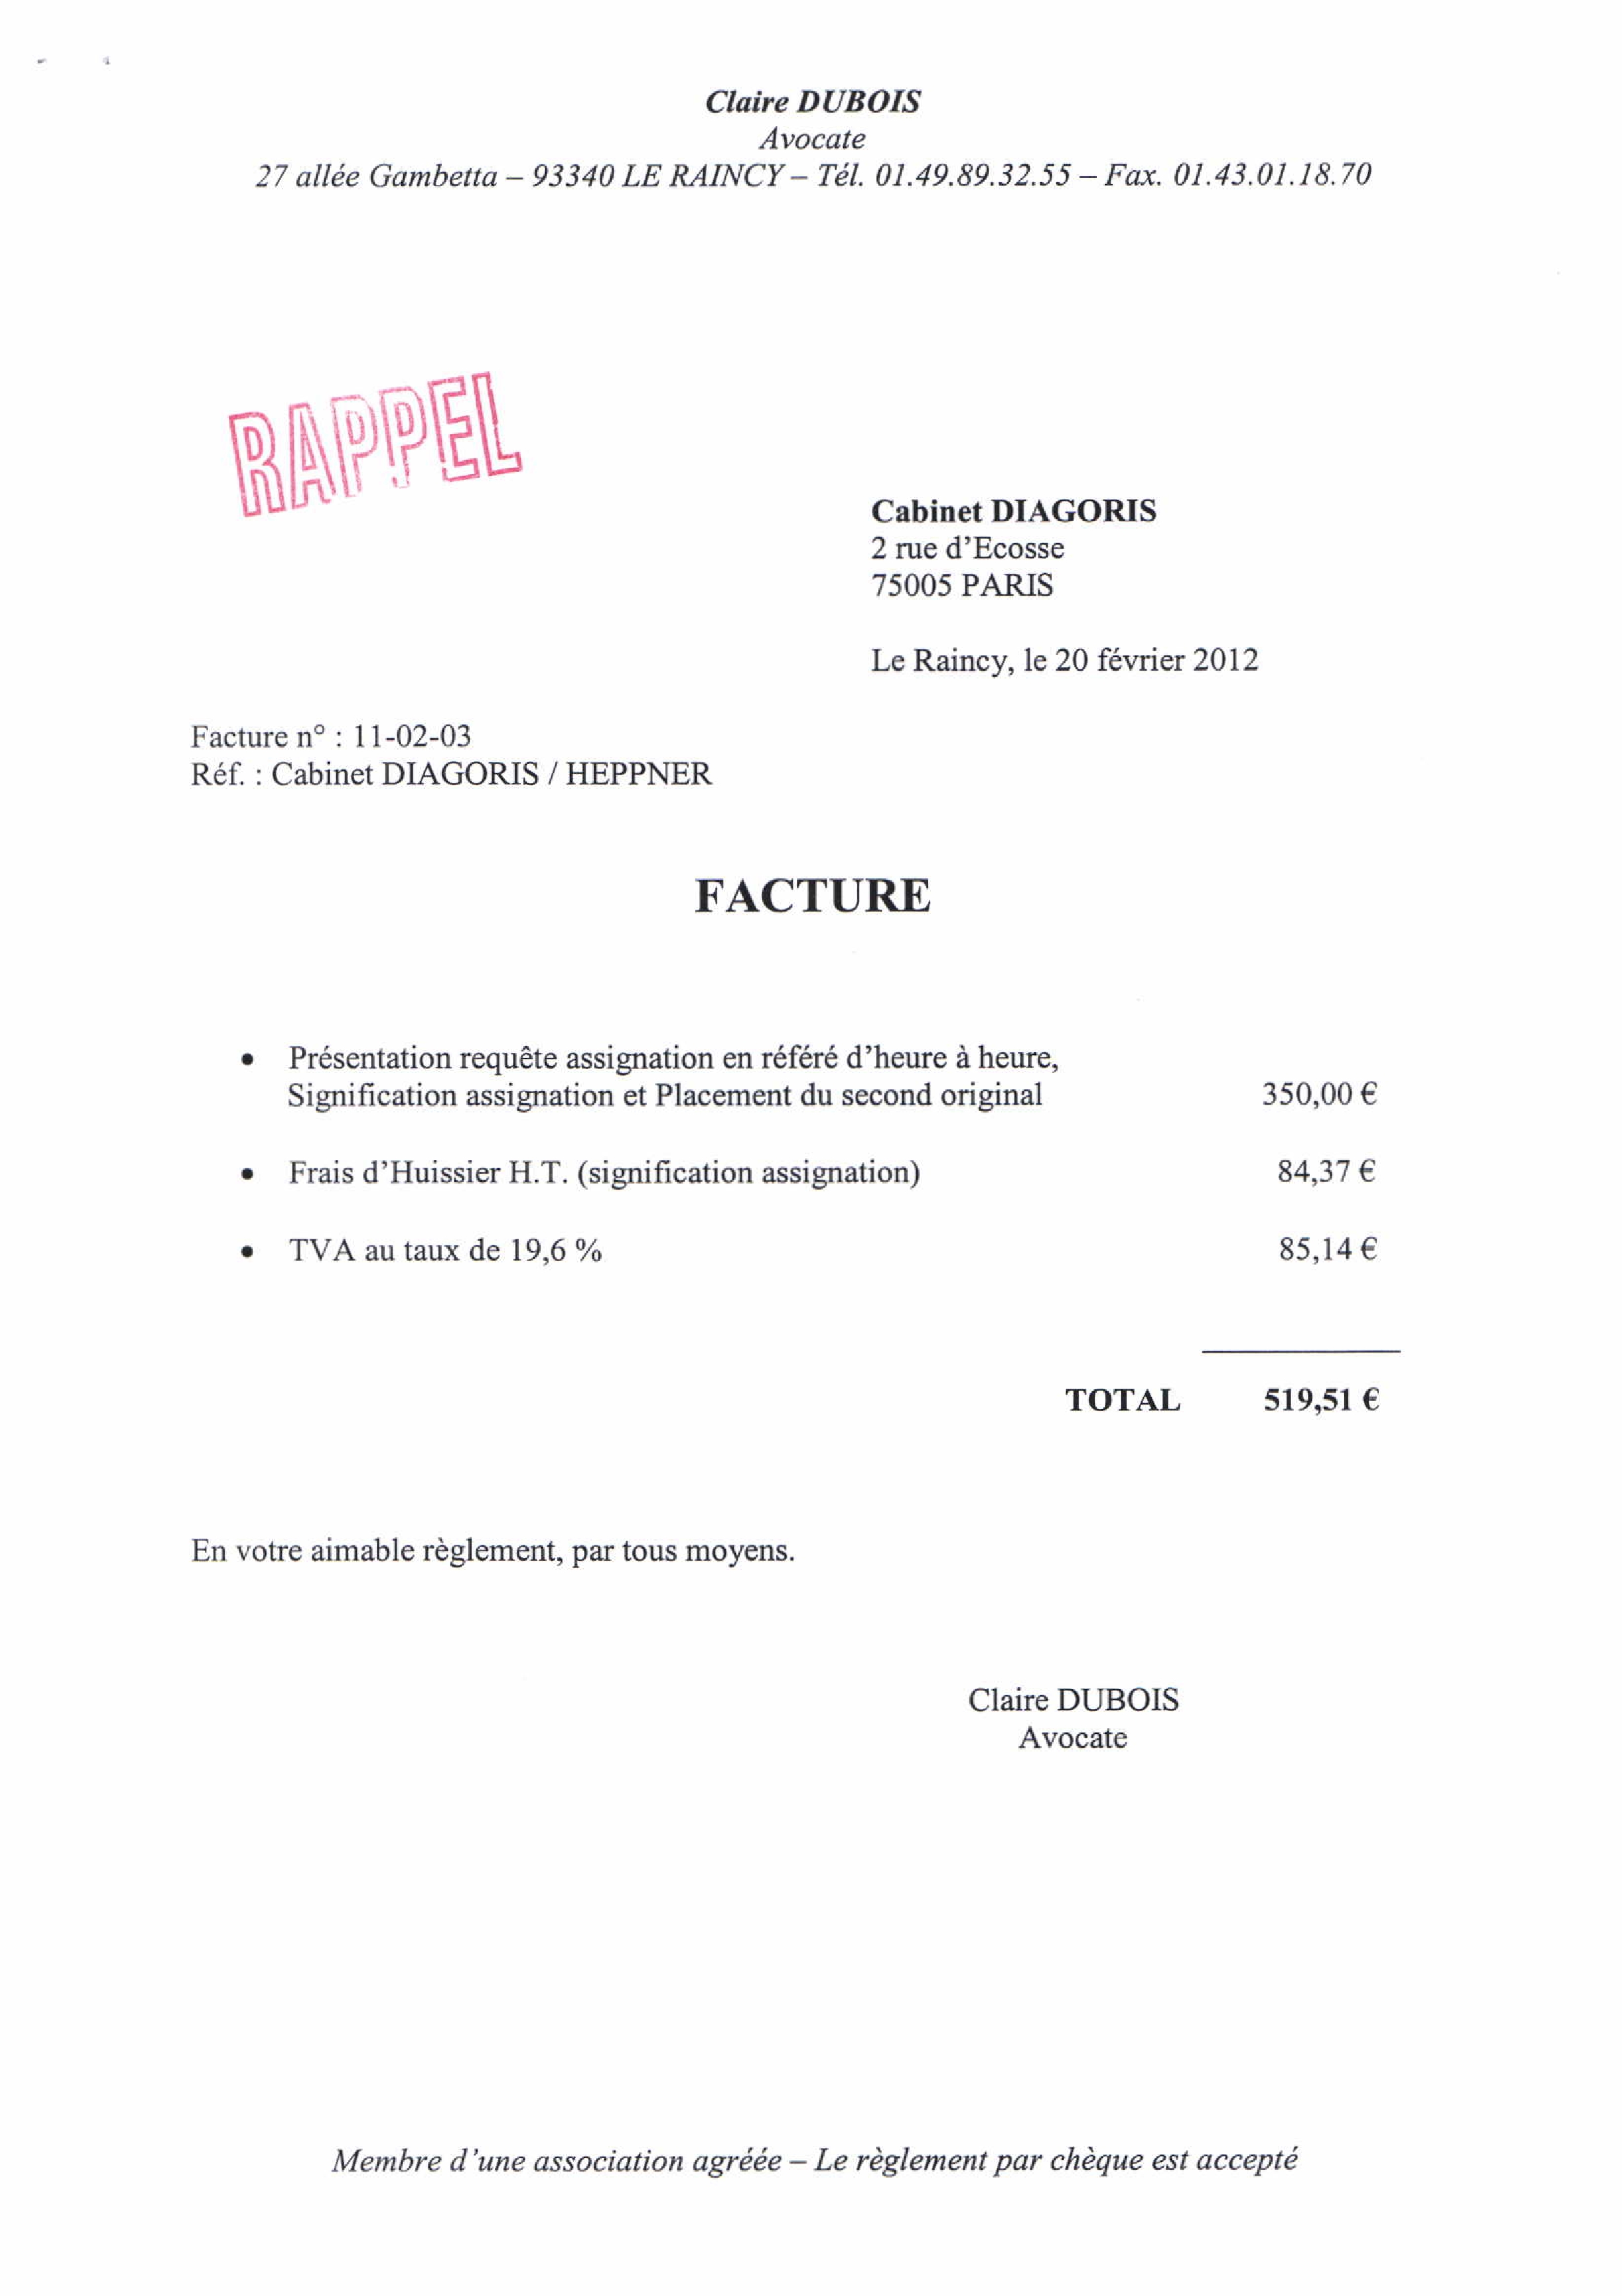 Claire DUBOIS
Avocate
27 allée Gambetta – 93340 LE RAINCY – Tél. 01.49.89.32.55 – Fax. 01.43.01.18.70
RAPPEL
Cabinet DIAGORIS
2 rue d'Ecosse
75005 PARIS
Le Raincy, le 20 février 2012
Facture n° : 11-02-03
Réf. : Cabinet DIAGORIS / HEPPNER
FACTURE
• Présentation requête assignation en référé d'heure à heure,
Signification assignation et Placement du second original 350,00 €
• Frais d'Huissier H.T. (signification assignation) 84,37 €
• TVA au taux de 19,6 % 85,14 €
TOTAL 519,51 €
En votre aimable règlement, par tous moyens.
Claire DUBOIS
Avocate
Membre d'une association agréée – Le règlement par chèque est accepté